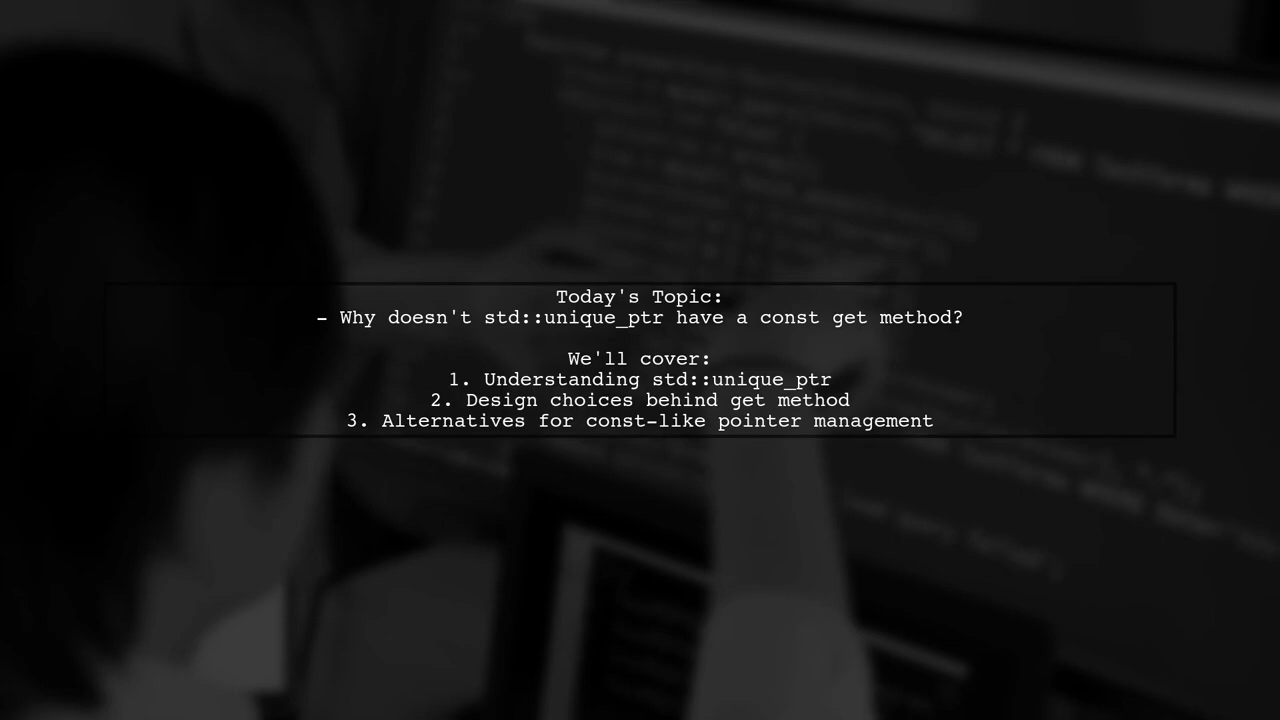 Today's Topic:
- Why doesn't std::unique_ptr have a const get method?
We'll cover:
1. Understanding std::unique_ptr
2. Design choices behind get method
3. Alternatives for const-like pointer management